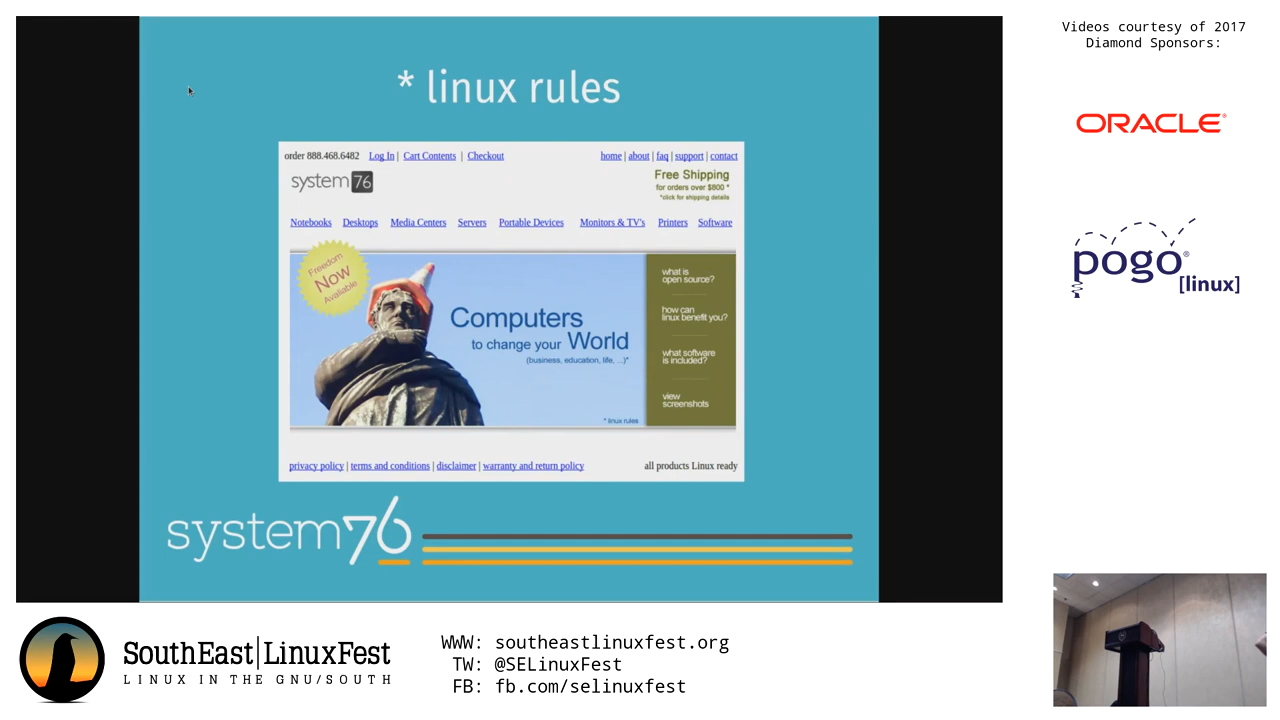 Videos courtesy of 2017
Diamond Sponsors:
ORACLE®
pogo®
[linux]
* linux rules
order 888.468.6482 Log In | Cart Contents | Checkout
home | about | faq | support | contact
system76
Free Shipping
for orders over $800 *
*click for shipping details
Notebooks Desktops Media Centers Servers Portable Devices Monitors & TV's Printers Software
Freedom
Now
Available
Computers
to change your World
(business, education, life, ...)*
* linux rules
what is
open source?
how can
linux benefit you?
what software
is included?
view
screenshots
privacy policy | terms and conditions | disclaimer | warranty and return policy
all products Linux ready
system76
SouthEast|LinuxFest
LINUX IN THE GNU/SOUTH
WWW: southeastlinuxfest.org
TW: @SELinuxFest
FB: fb.com/selinuxfest